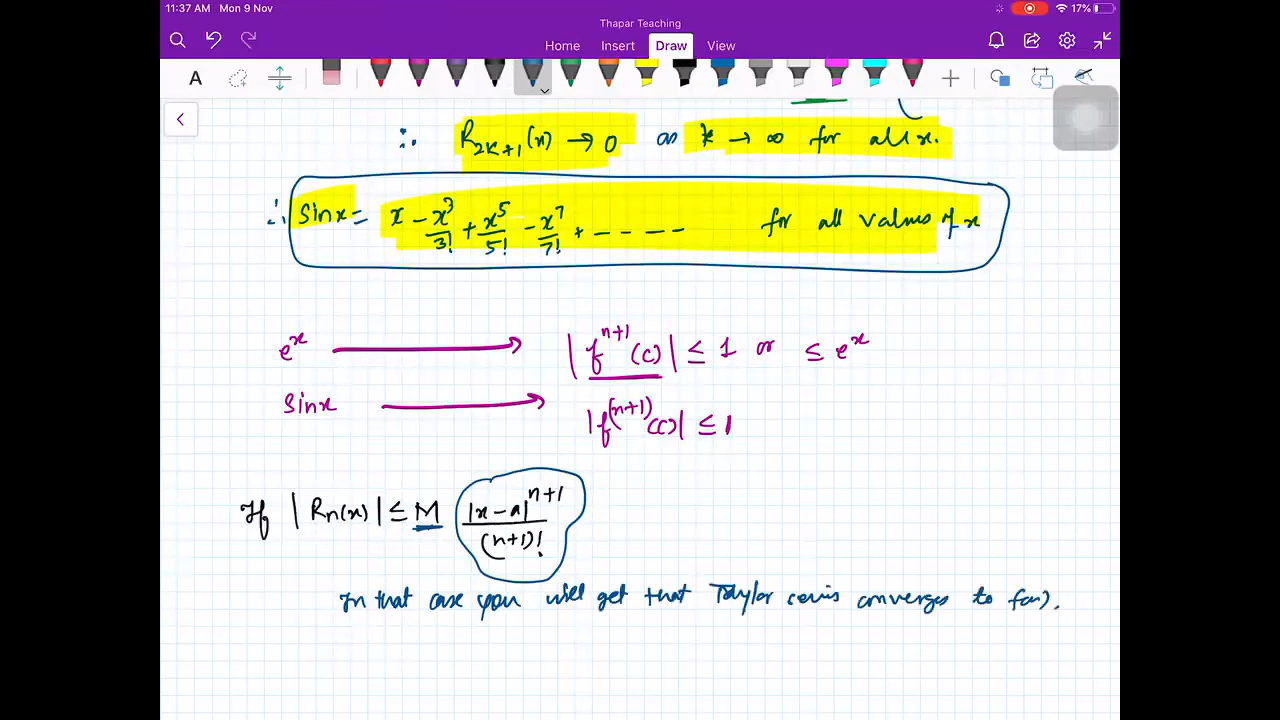 11:37 AM Mon 9 Nov
17%
Thapar Teaching
Home Insert Draw View
A
∴ R2k+1(x) → 0 as k → ∞ for all x.
∴ Sinx = x - x³/3! + x⁵/5! - x⁷/7! + - - - - for all values of x
eˣ → |fⁿ⁺¹(c)| ≤ 1 or ≤ eˣ
Sinx → |f⁽ⁿ⁺¹⁾(c)| ≤ 1
If |Rn(x)| ≤ M |x-a|ⁿ⁺¹/(n+1)!
In that case you will get that Taylor series converges to f(x).